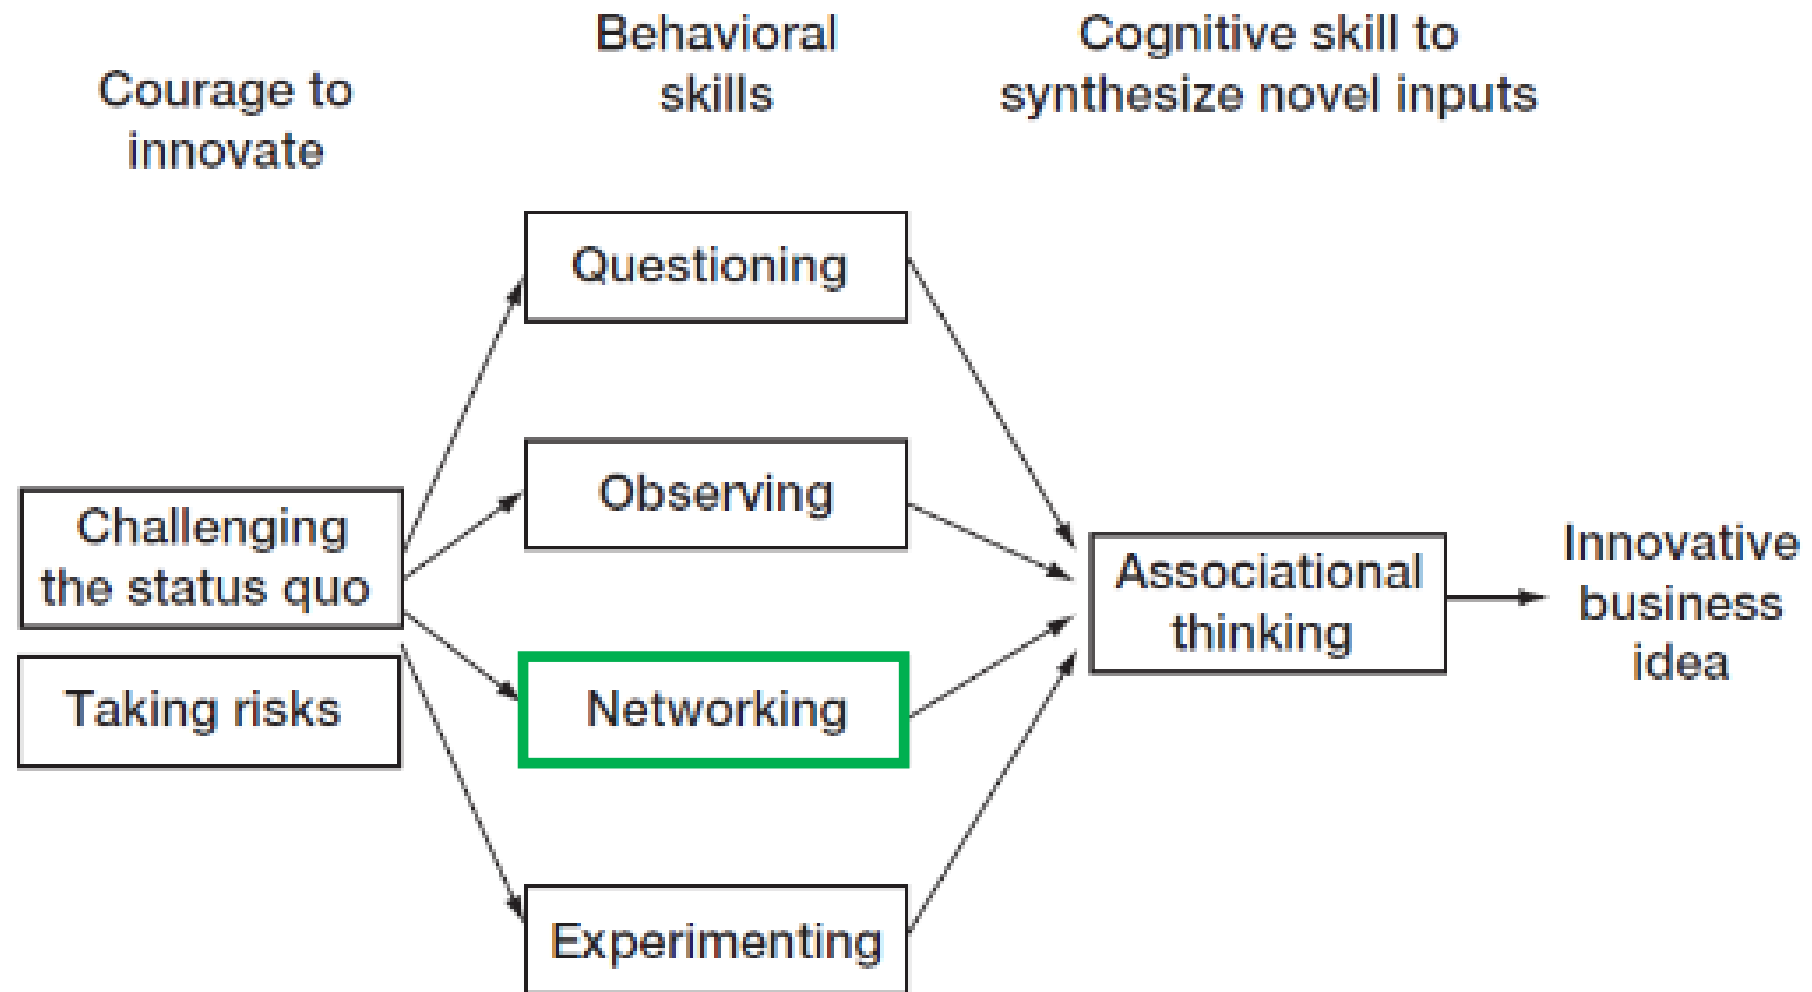 Courage to
innovate
Behavioral
skills
Cognitive skill to
synthesize novel inputs
Challenging
the status quo
Taking risks
Questioning
Observing
Networking
Experimenting
Associational
thinking
Innovative
business
idea